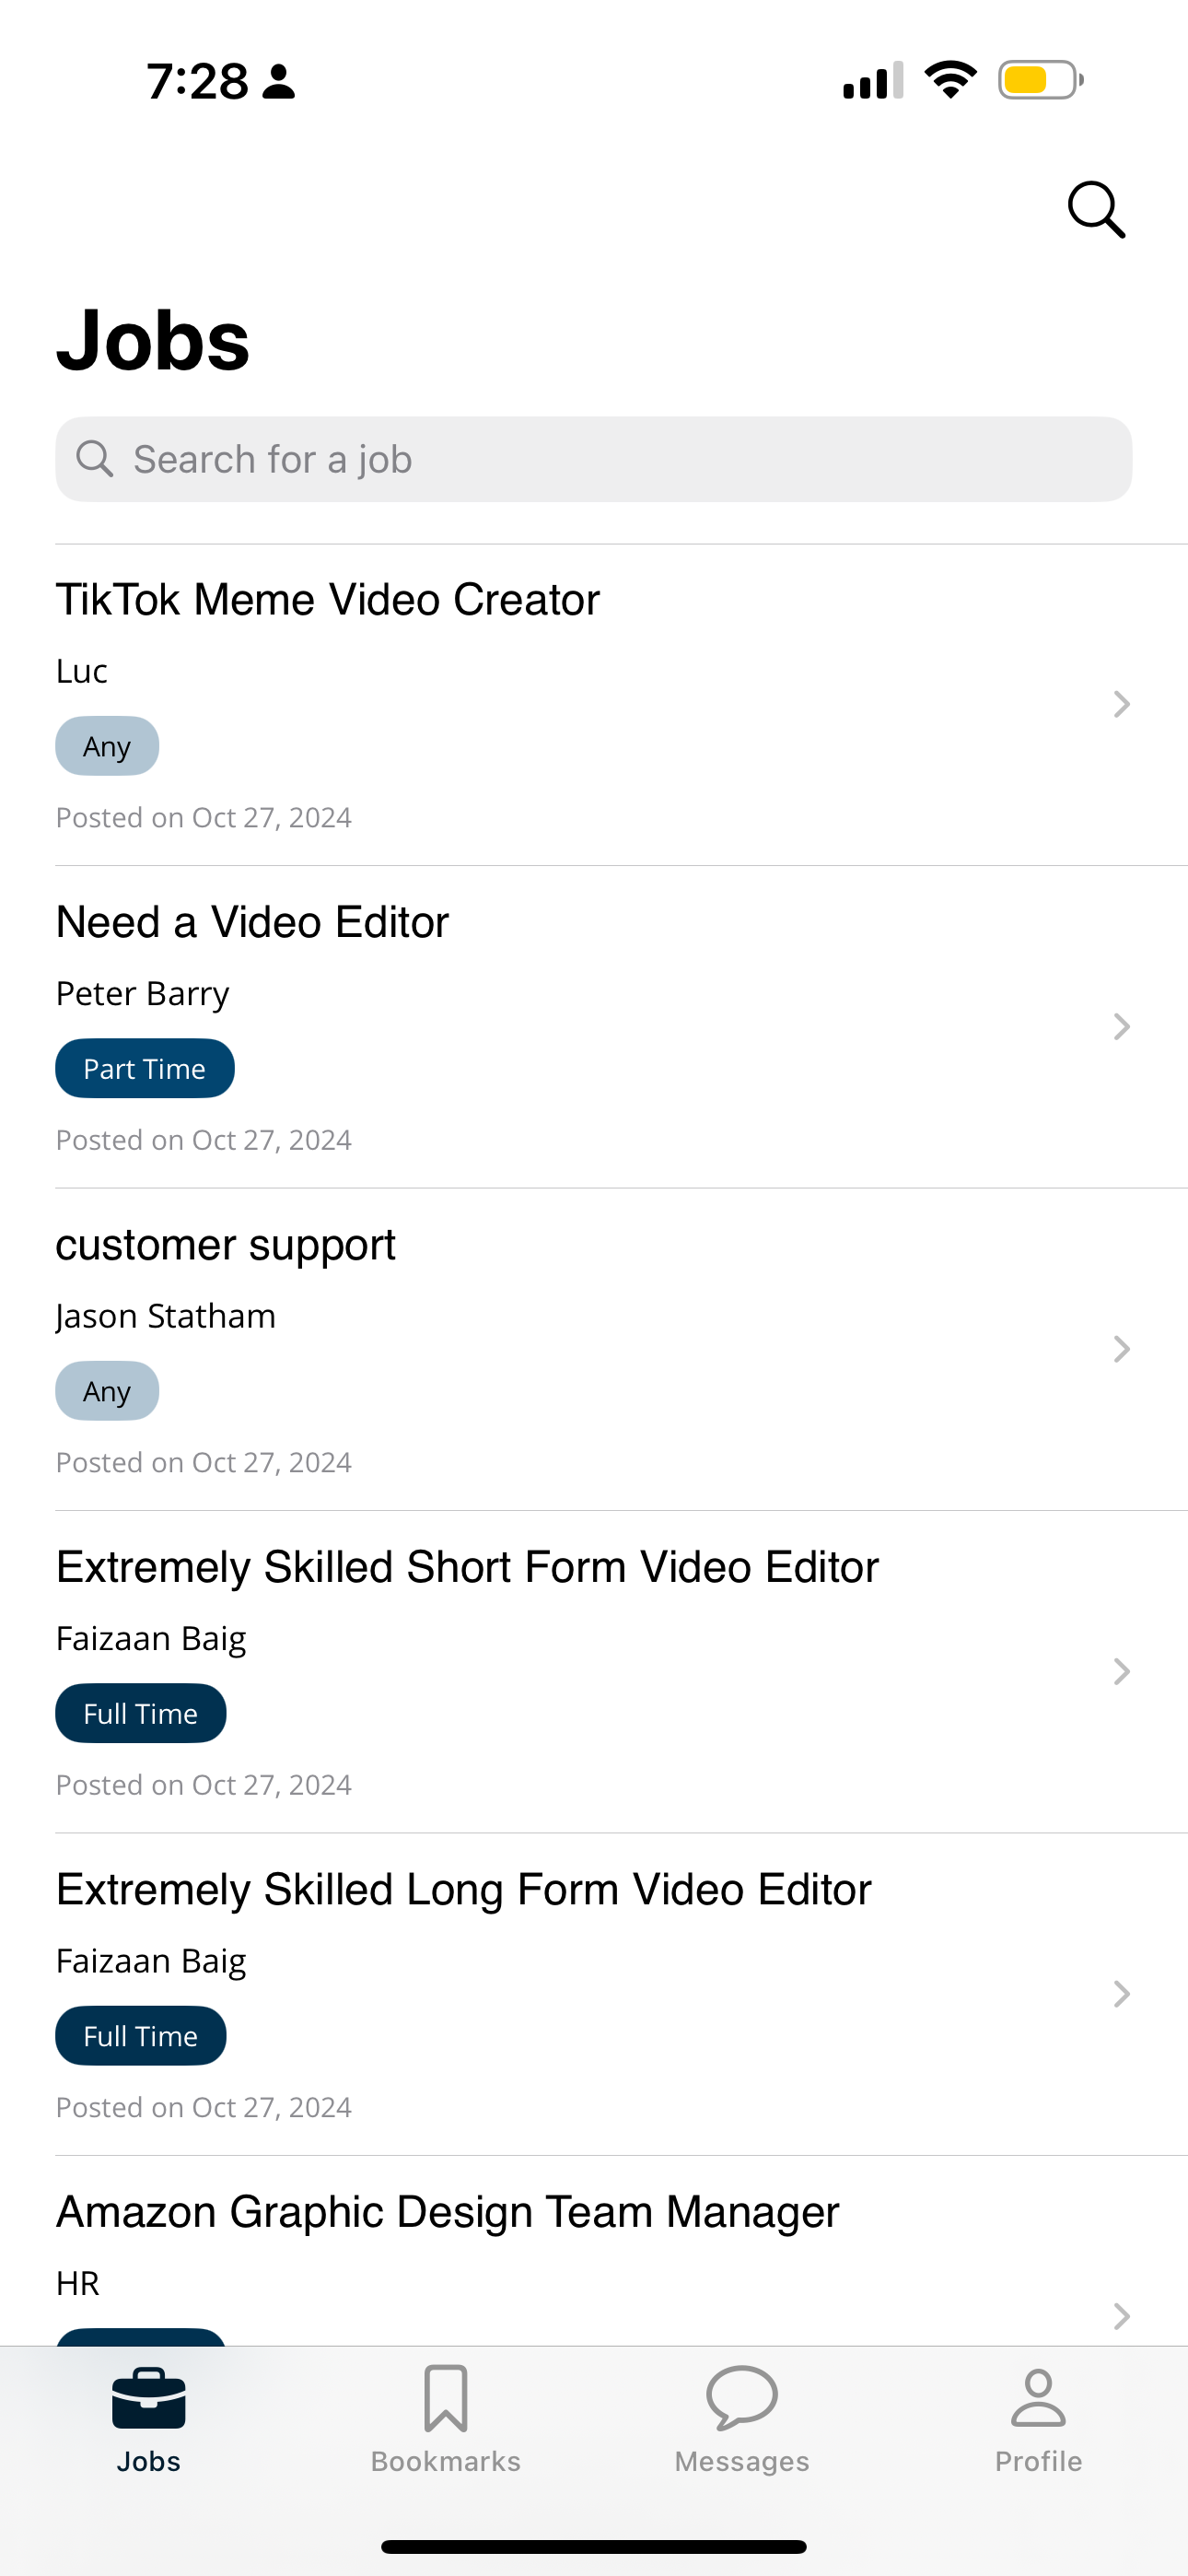 7:28
Jobs
Search for a job
TikTok Meme Video Creator
Luc
Any
Posted on Oct 27, 2024
Need a Video Editor
Peter Barry
Part Time
Posted on Oct 27, 2024
customer support
Jason Statham
Any
Posted on Oct 27, 2024
Extremely Skilled Short Form Video Editor
Faizaan Baig
Full Time
Posted on Oct 27, 2024
Extremely Skilled Long Form Video Editor
Faizaan Baig
Full Time
Posted on Oct 27, 2024
Amazon Graphic Design Team Manager
HR
Jobs
Bookmarks
Messages
Profile